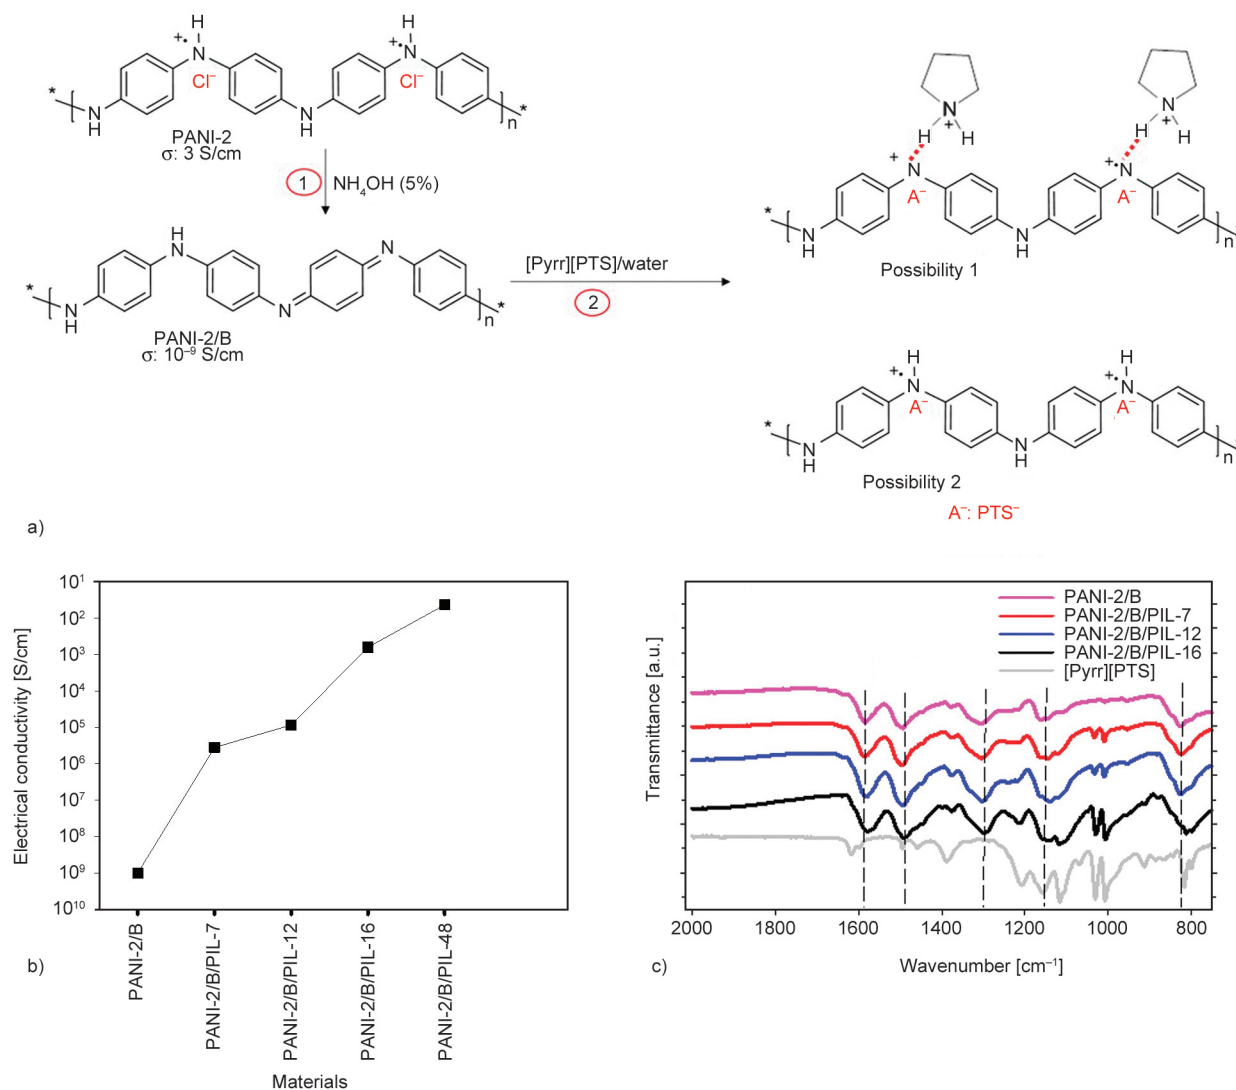 H
H
+•
+•
N
N
Cl⁻
Cl⁻
*
*
N
H
N
H
n
PANI-2
σ: 3 S/cm
1
NH₄OH (5%)
H
N
N
*
*
N
H
N
n
PANI-2/B
σ: 10⁻⁹ S/cm
[Pyrr][PTS]/water
2
N
+
H
H
N
+
H
H
+
N
+•
N
A⁻
A⁻
*
*
N
H
N
H
n
Possibility 1
H
H
+•
+•
N
N
A⁻
A⁻
*
*
N
H
N
H
n
Possibility 2
A⁻: PTS⁻
a)
Electrical conductivity [S/cm]
10¹
10²
10³
10⁴
10⁵
10⁶
10⁷
10⁸
10⁹
10¹⁰
PANI-2/B
PANI-2/B/PIL-7
PANI-2/B/PIL-12
PANI-2/B/PIL-16
PANI-2/B/PIL-48
Materials
b)
Transmittance [a.u.]
PANI-2/B
PANI-2/B/PIL-7
PANI-2/B/PIL-12
PANI-2/B/PIL-16
[Pyrr][PTS]
2000 1800 1600 1400 1200 1000 800
Wavenumber [cm⁻¹]
c)